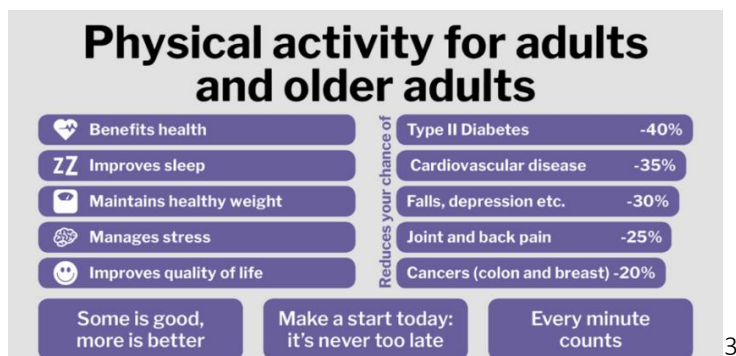 Physical activity for adults
and older adults
Benefits health
ZZ Improves sleep
Maintains healthy weight
Manages stress
Improves quality of life
Reduces your chance of
Type II Diabetes -40%
Cardiovascular disease -35%
Falls, depression etc. -30%
Joint and back pain -25%
Cancers (colon and breast) -20%
Some is good,
more is better
Make a start today:
it's never too late
Every minute
counts
3